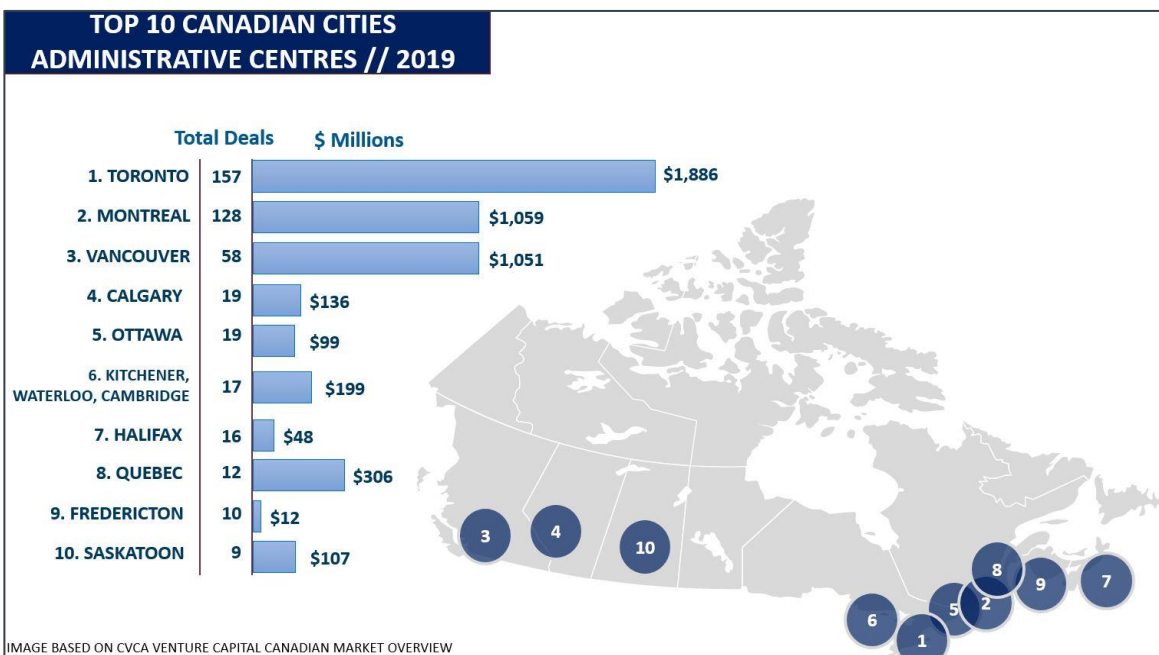 TOP 10 CANADIAN CITIES
ADMINISTRATIVE CENTRES // 2019
Total Deals $ Millions
1. TORONTO 157 $1,886
2. MONTREAL 128 $1,059
3. VANCOUVER 58 $1,051
4. CALGARY 19 $136
5. OTTAWA 19 $99
6. KITCHENER,
WATERLOO, CAMBRIDGE 17 $199
7. HALIFAX 16 $48
8. QUEBEC 12 $306
9. FREDERICTON 10 $12
10. SASKATOON 9 $107
3
4
10
8
9
7
5
2
6
1
IMAGE BASED ON CVCA VENTURE CAPITAL CANADIAN MARKET OVERVIEW